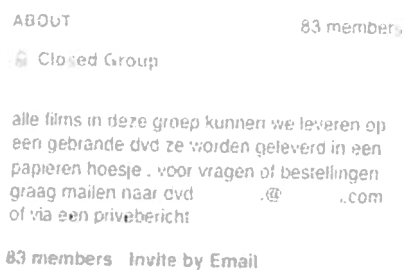 ABOUT 83 members
Closed Group
alle films in deze groep kunnen we leveren op
een gebrande dvd ze worden geleverd in een
papieren hoesje . voor vragen of bestellingen
graag mailen naar dvd .@ .com
of via een privebericht
83 members Invite by Email